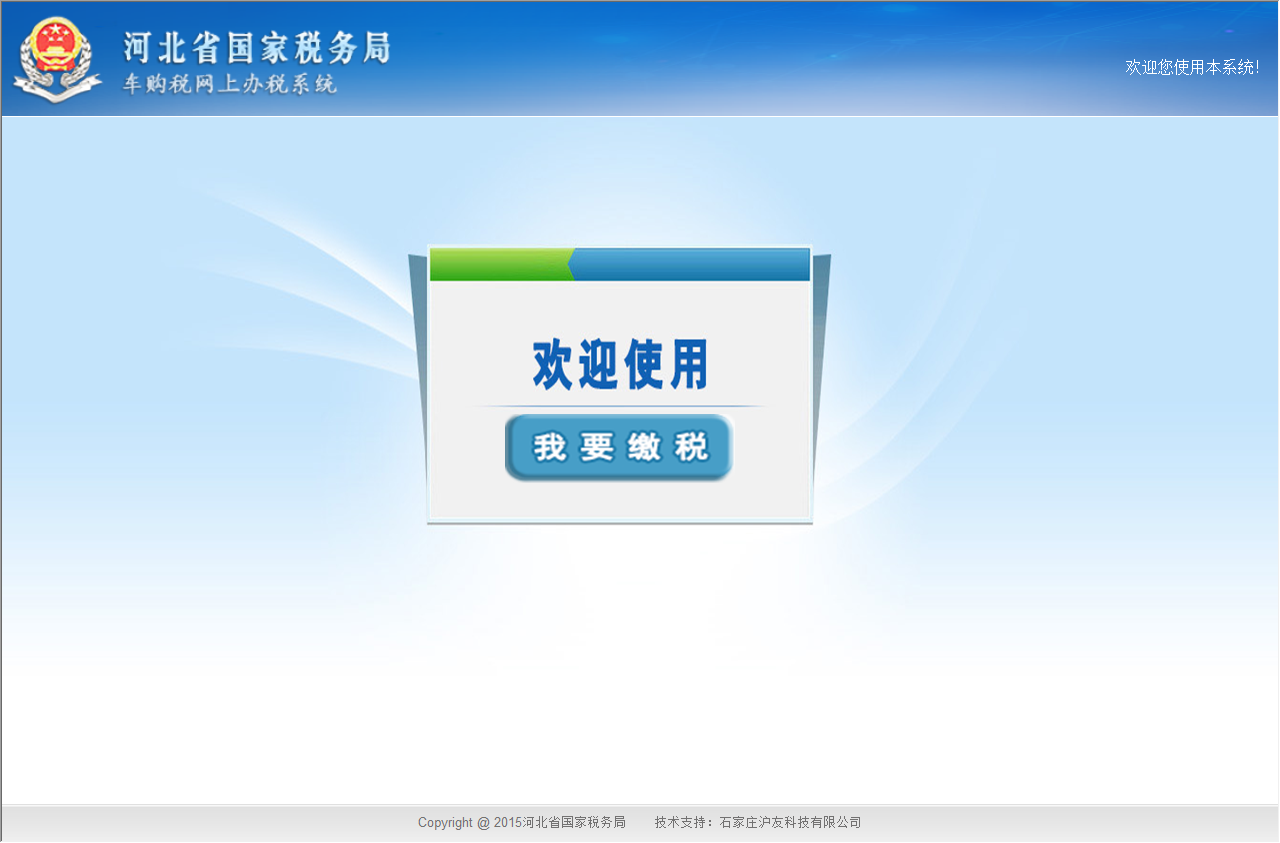 河北省国家税务局
车购税网上办税系统
欢迎您使用本系统!
欢迎使用
我要缴税
Copyright @ 2015河北省国家税务局 技术支持：石家庄沪友科技有限公司